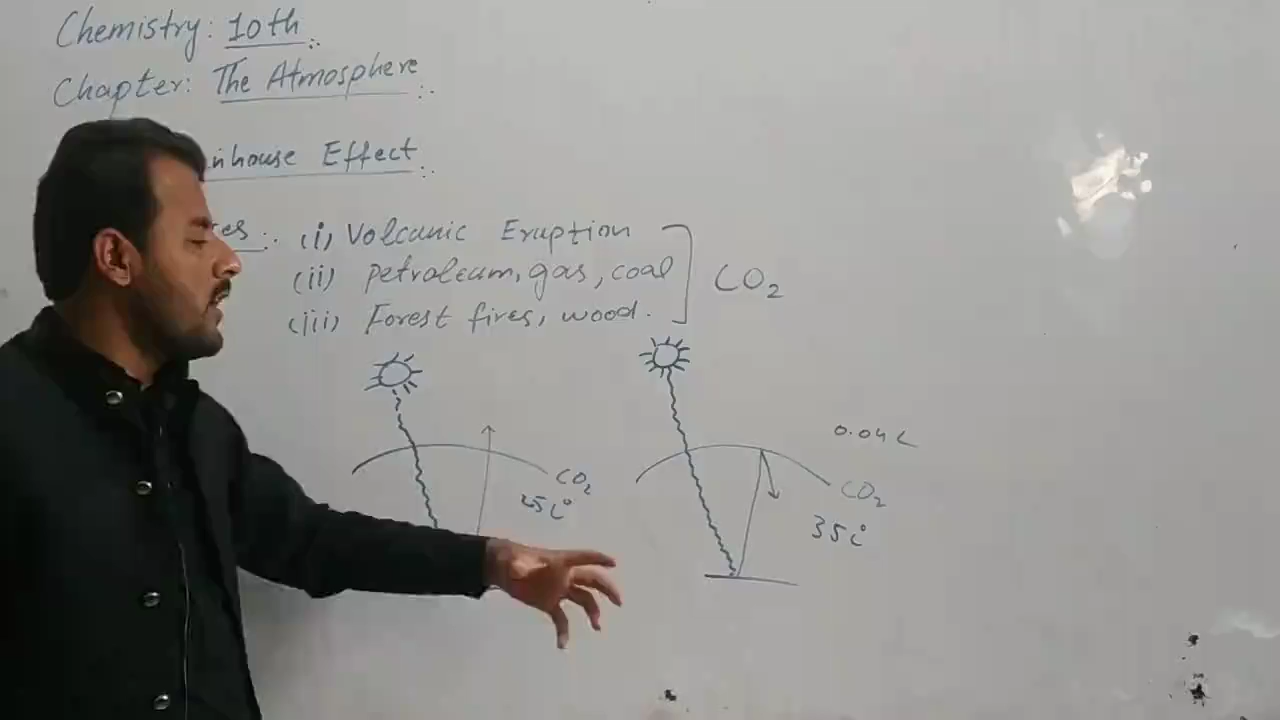 Chemistry: 10th
Chapter: The Atmosphere
nhouse Effect
es: (i) Volcanic Eruption
(ii) petroleum, gas, coal
(iii) Forest fires, wood.
CO2
CO2
25C°
0.04%
CO2
35C°